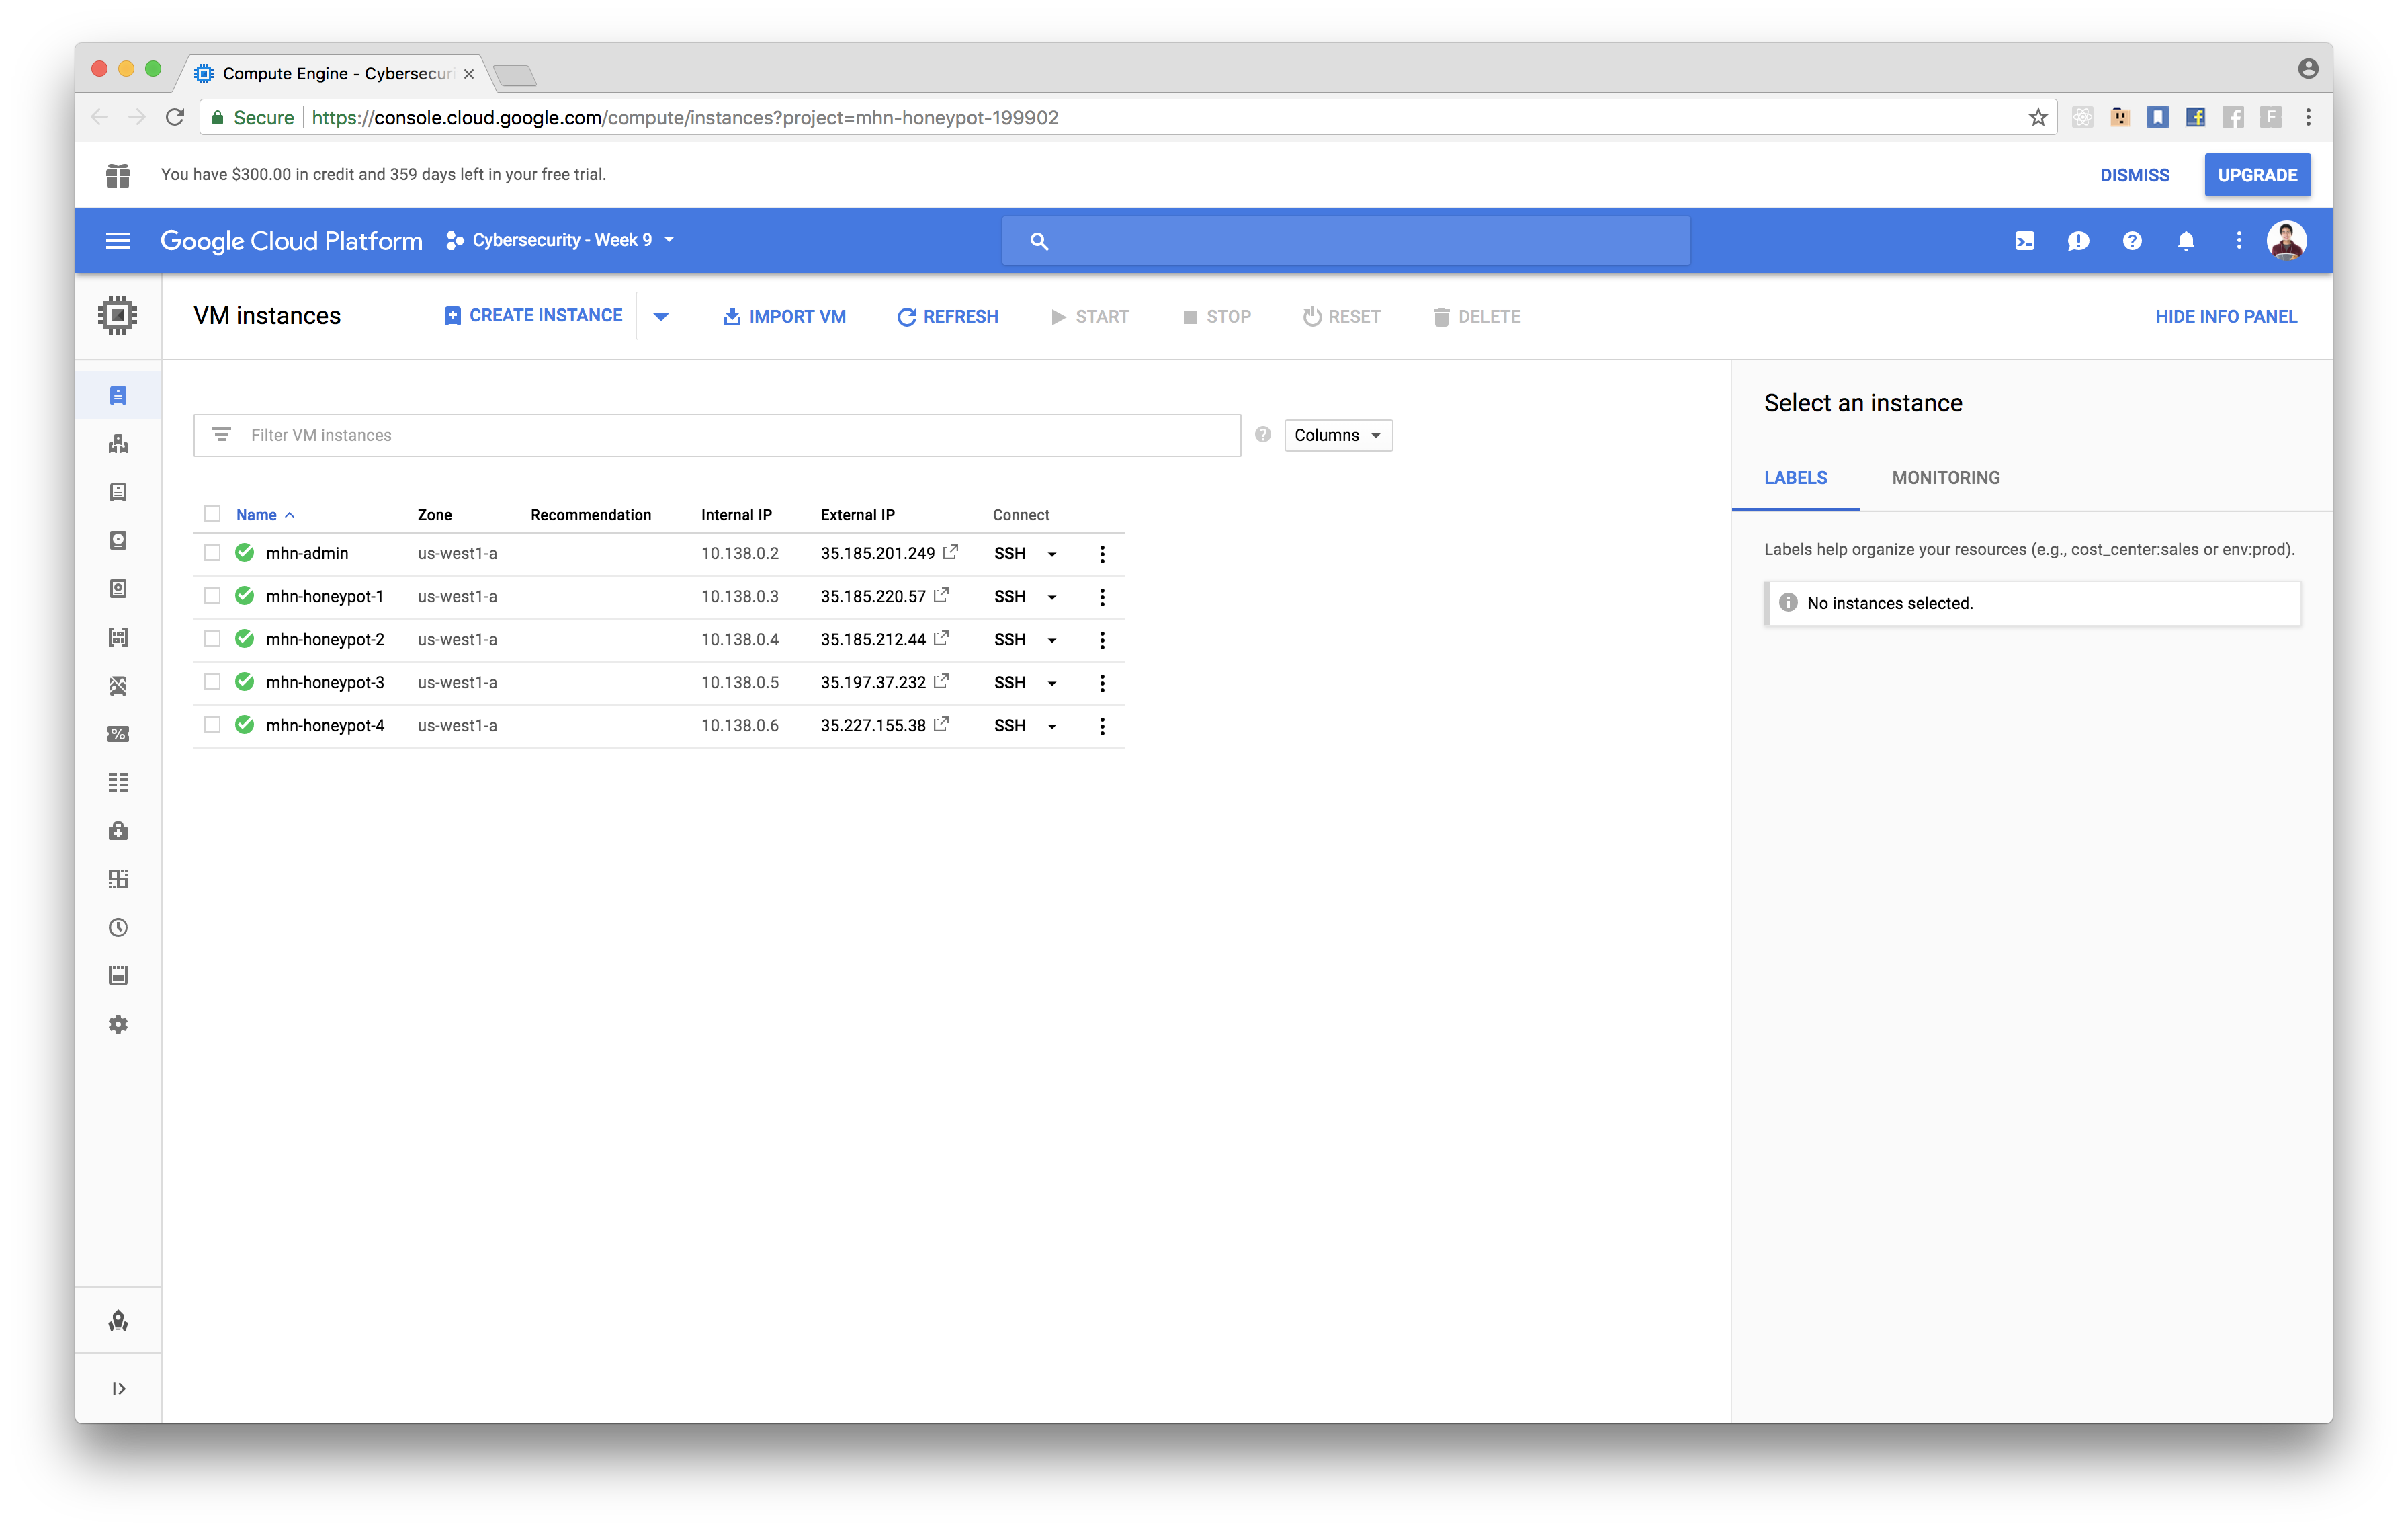 Compute Engine - Cybersecuri
Secure https://console.cloud.google.com/compute/instances?project=mhn-honeypot-199902
You have $300.00 in credit and 359 days left in your free trial. DISMISS UPGRADE
Google Cloud Platform Cybersecurity - Week 9
VM instances CREATE INSTANCE IMPORT VM REFRESH START STOP RESET DELETE HIDE INFO PANEL
Filter VM instances Columns
Name Zone Recommendation Internal IP External IP Connect
mhn-admin us-west1-a 10.138.0.2 35.185.201.249 SSH
mhn-honeypot-1 us-west1-a 10.138.0.3 35.185.220.57 SSH
mhn-honeypot-2 us-west1-a 10.138.0.4 35.185.212.44 SSH
mhn-honeypot-3 us-west1-a 10.138.0.5 35.197.37.232 SSH
mhn-honeypot-4 us-west1-a 10.138.0.6 35.227.155.38 SSH
Select an instance
LABELS MONITORING
Labels help organize your resources (e.g., cost_center:sales or env:prod).
No instances selected.